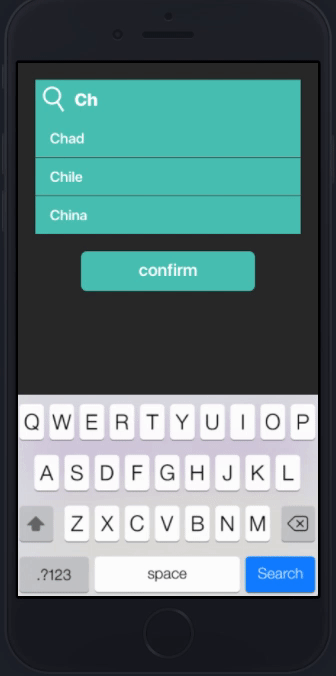 Ch
Chad
Chile
China
confirm
Q W E R T Y U I O P
A S D F G H J K L
Z X C V B N M
.?123 space Search